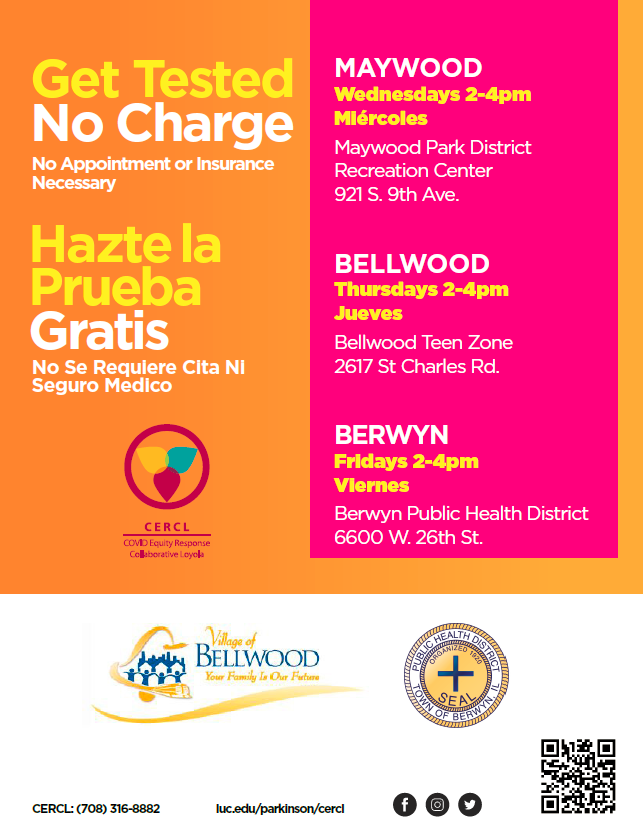 Get Tested
No Charge
No Appointment or Insurance
Necessary
Hazte la
Prueba
Gratis
No Se Requiere Cita Ni
Seguro Medico
CERCL
COVID Equity Response
Collaborative Loyola
MAYWOOD
Wednesdays 2-4pm
Miércoles
Maywood Park District
Recreation Center
921 S. 9th Ave.
BELLWOOD
Thursdays 2-4pm
Jueves
Bellwood Teen Zone
2617 St Charles Rd.
BERWYN
Fridays 2-4pm
Viernes
Berwyn Public Health District
6600 W. 26th St.
Village of
BELLWOOD
Your Family Is Our Future
PUBLIC HEALTH DISTRICT
ORGANIZED 1920
SEAL
TOWN OF BERWYN, IL
CERCL: (708) 316-8882
luc.edu/parkinson/cercl